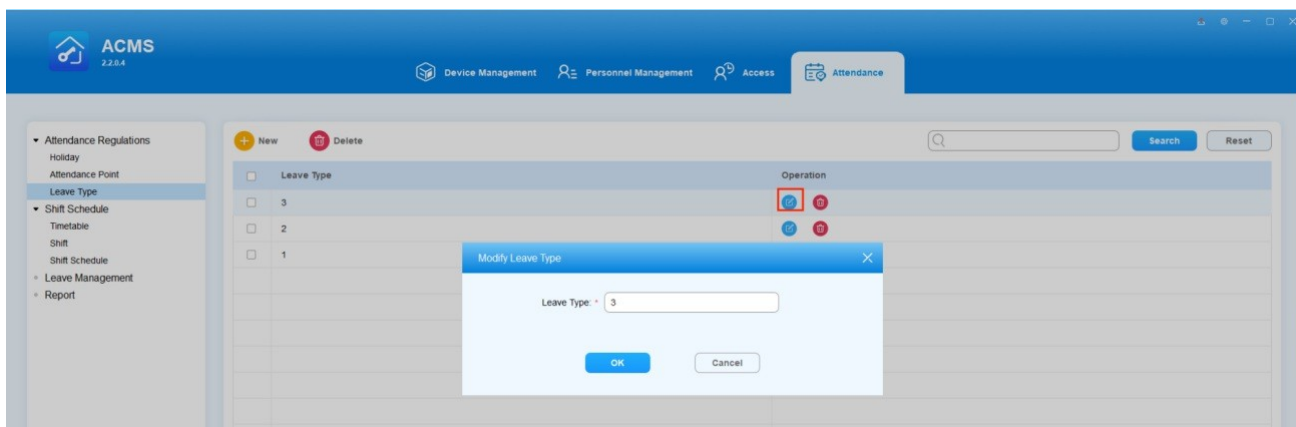 ACMS
2.2.0.4
Device Management
Personnel Management
Access
Attendance
Attendance Regulations
Holiday
Attendance Point
Leave Type
Shift Schedule
Timetable
Shift
Shift Schedule
Leave Management
Report
New
Delete
Search
Reset
Leave Type
Operation
3
2
1
Modify Leave Type
Leave Type: * 3
OK
Cancel